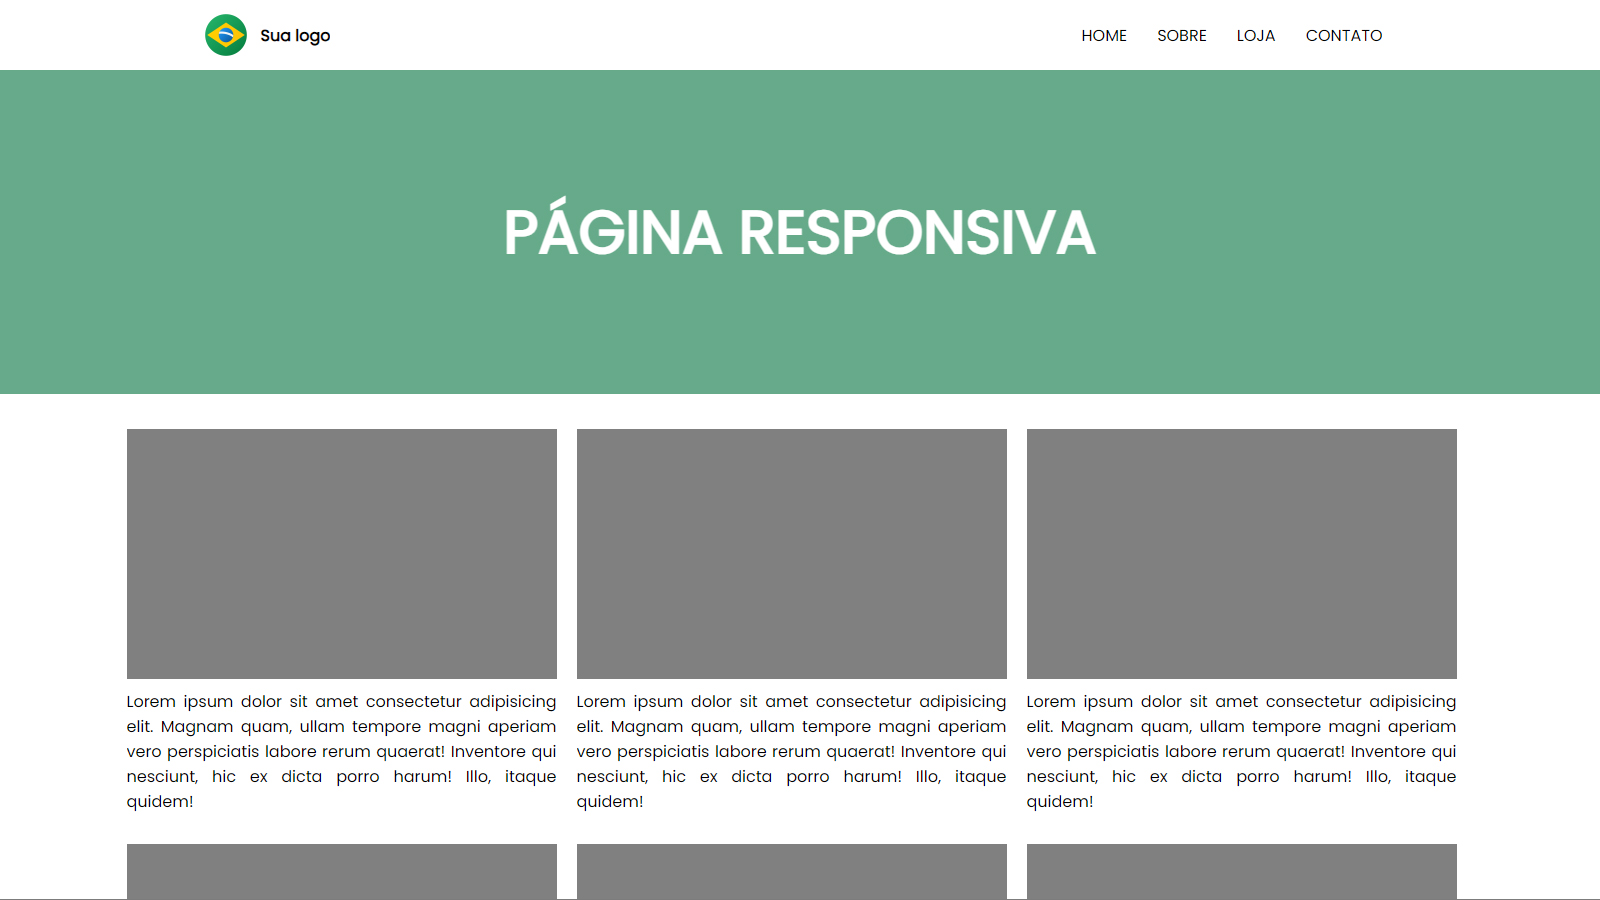 Sua logo
HOME SOBRE LOJA CONTATO
PÁGINA RESPONSIVA
Lorem ipsum dolor sit amet consectetur adipisicing
elit. Magnam quam, ullam tempore magni aperiam
vero perspiciatis labore rerum quaerat! Inventore qui
nesciunt, hic ex dicta porro harum! Illo, itaque
quidem!
Lorem ipsum dolor sit amet consectetur adipisicing
elit. Magnam quam, ullam tempore magni aperiam
vero perspiciatis labore rerum quaerat! Inventore qui
nesciunt, hic ex dicta porro harum! Illo, itaque
quidem!
Lorem ipsum dolor sit amet consectetur adipisicing
elit. Magnam quam, ullam tempore magni aperiam
vero perspiciatis labore rerum quaerat! Inventore qui
nesciunt, hic ex dicta porro harum! Illo, itaque
quidem!